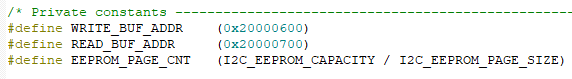 /* Private constants --------------------------------------------------
#define WRITE_BUF_ADDR (0x20000600)
#define READ_BUF_ADDR (0x20000700)
#define EEPROM_PAGE_CNT (I2C_EEPROM_CAPACITY / I2C_EEPROM_PAGE_SIZE)